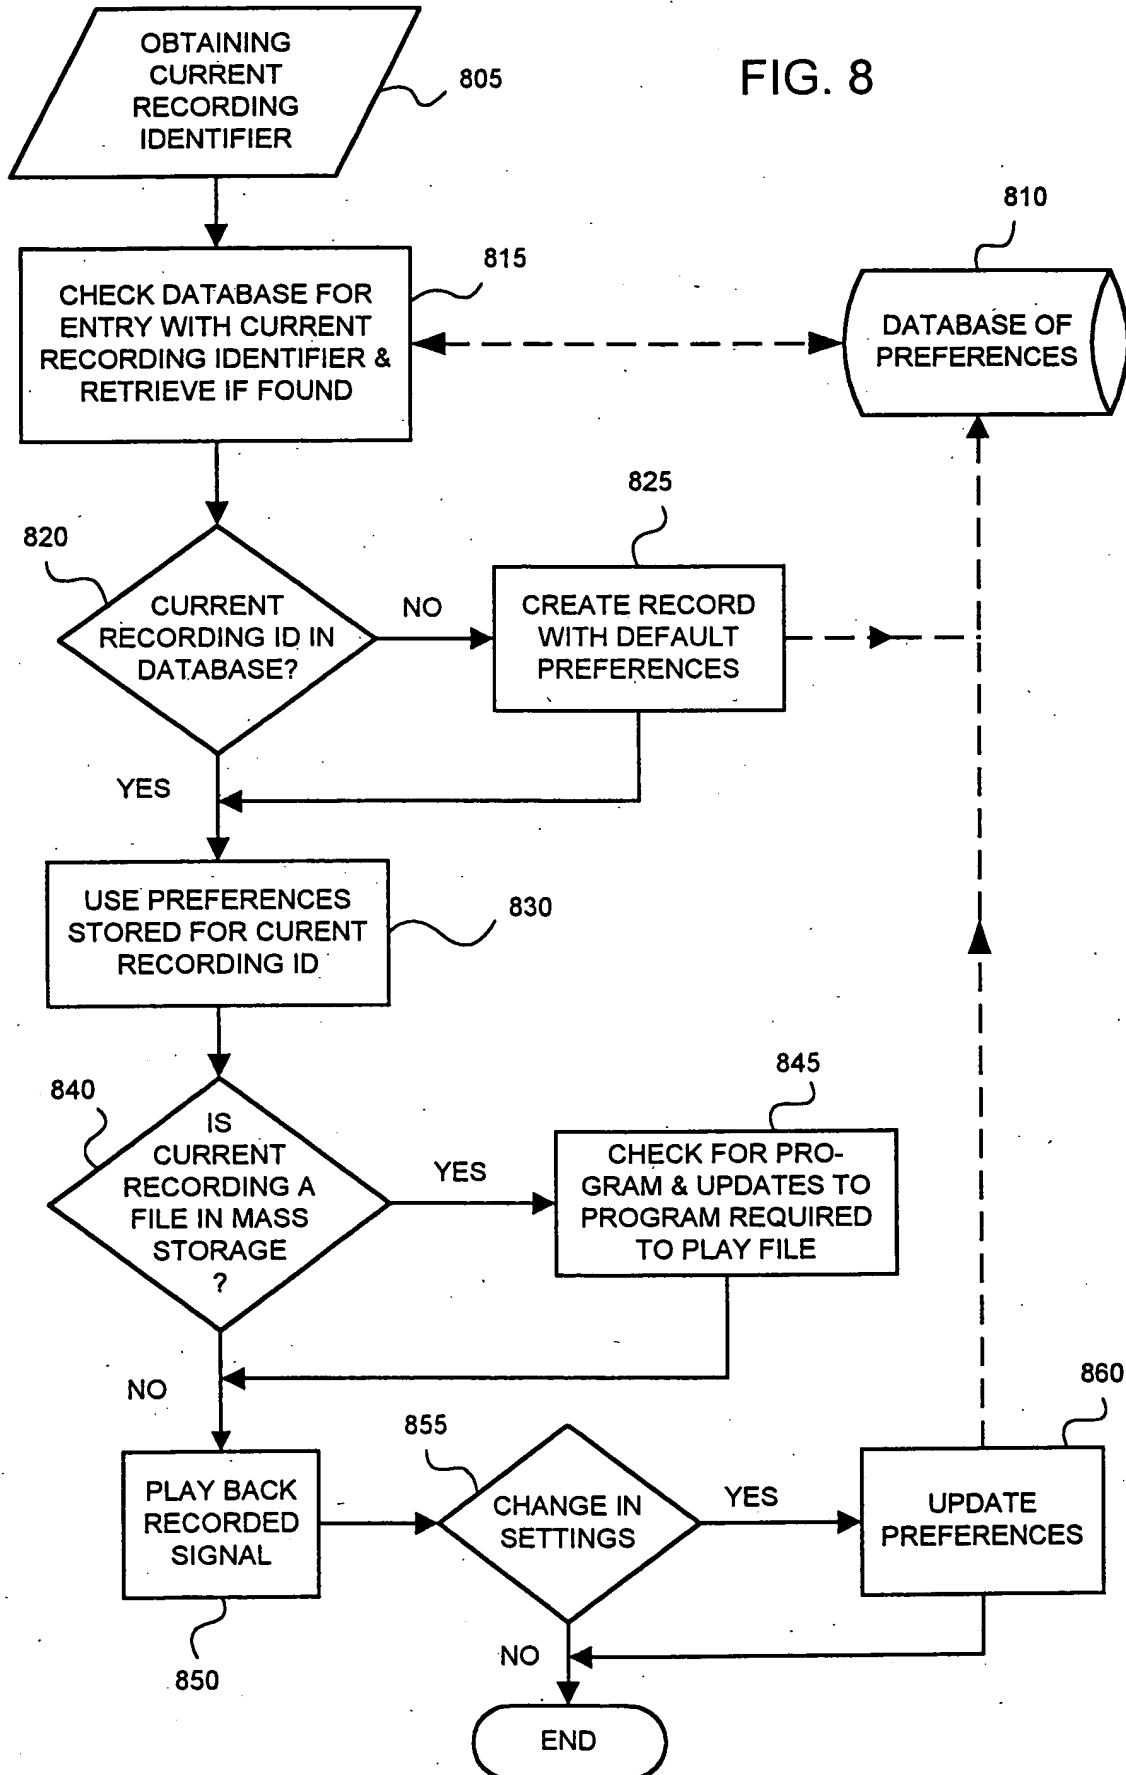 OBTAINING
CURRENT
RECORDING
IDENTIFIER
805
FIG. 8
810
815
CHECK DATABASE FOR
ENTRY WITH CURRENT
RECORDING IDENTIFIER &
RETRIEVE IF FOUND
DATABASE OF
PREFERENCES
820
825
CURRENT
RECORDING ID IN
DATABASE?
NO
CREATE RECORD
WITH DEFAULT
PREFERENCES
YES
USE PREFERENCES
STORED FOR CURENT
RECORDING ID
830
840
845
IS
CURRENT
RECORDING A
FILE IN MASS
STORAGE
?
YES
CHECK FOR PRO-
GRAM & UPDATES TO
PROGRAM REQUIRED
TO PLAY FILE
NO
855
860
PLAY BACK
RECORDED
SIGNAL
CHANGE IN
SETTINGS
YES
UPDATE
PREFERENCES
850
NO
END